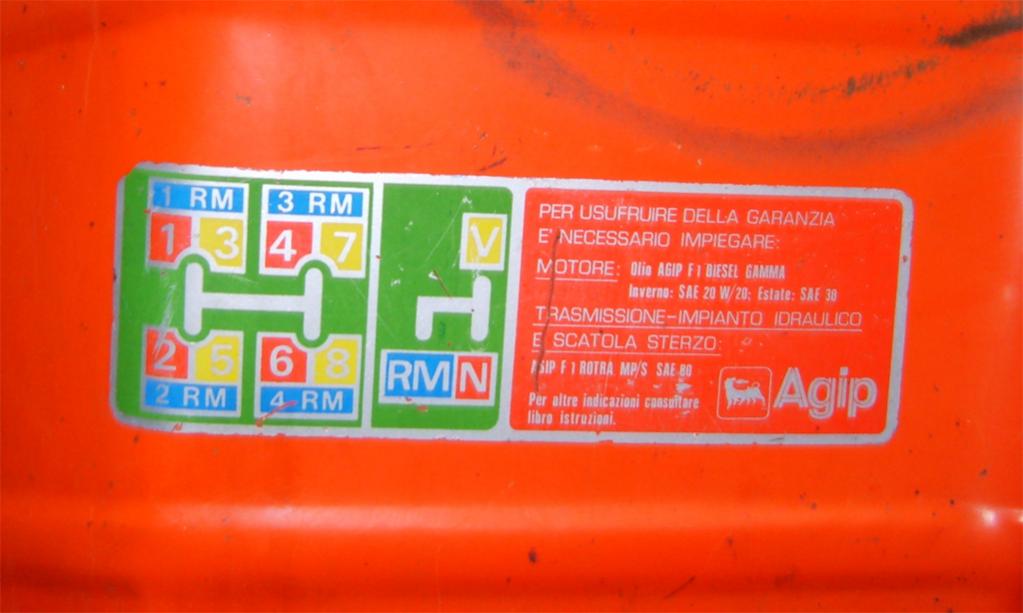 1 RM
3 RM
1 3
4 7
2 5
6 8
2 RM
4 RM
V
RM N
PER USUFRUIRE DELLA GARANZIA
E' NECESSARIO IMPIEGARE:
MOTORE: Olio AGIP F 1 DIESEL GAMMA
Inverno: SAE 20 W/20; Estate: SAE 30
TRASMISSIONE-IMPIANTO IDRAULICO
E SCATOLA STERZO:
AGIP F 1 ROTRA MP/S SAE 80
Per altre indicazioni consultare
libro istruzioni.
Agip